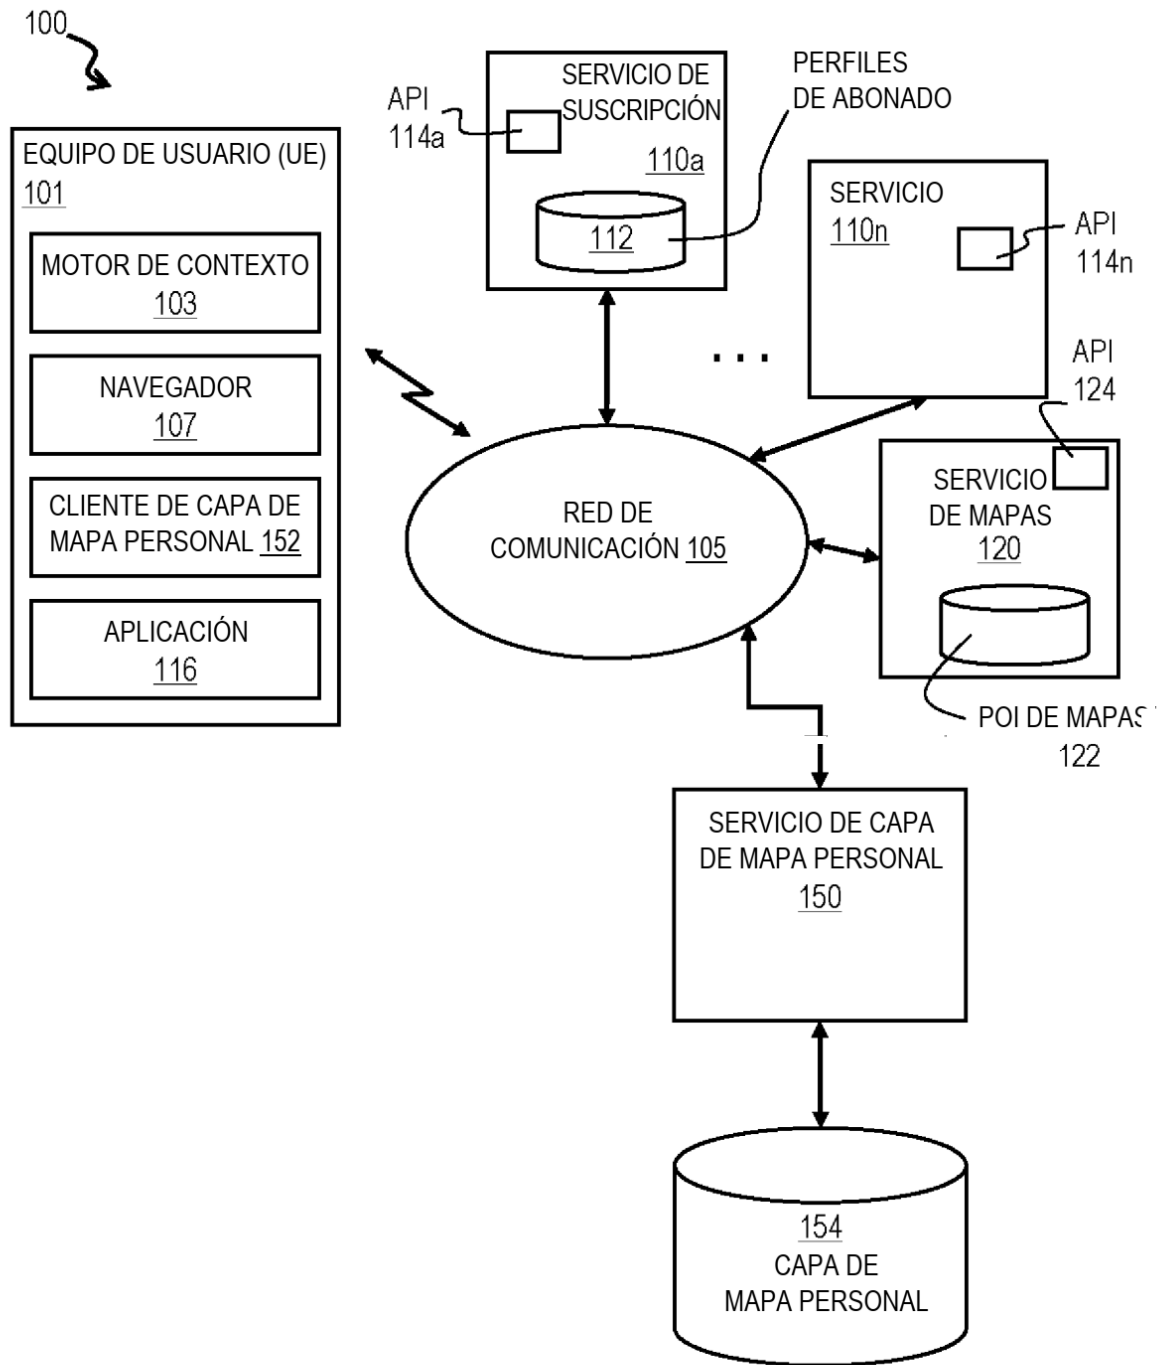 100
EQUIPO DE USUARIO (UE)
101
MOTOR DE CONTEXTO
103
NAVEGADOR
107
CLIENTE DE CAPA DE
MAPA PERSONAL 152
APLICACIÓN
116
API
114a
SERVICIO DE
SUSCRIPCIÓN
110a
112
PERFILES
DE ABONADO
...
SERVICIO
110n
API
114n
API
124
RED DE
COMUNICACIÓN 105
SERVICIO
DE MAPAS
120
POI DE MAPAS
122
SERVICIO DE CAPA
DE MAPA PERSONAL
150
154
CAPA DE
MAPA PERSONAL